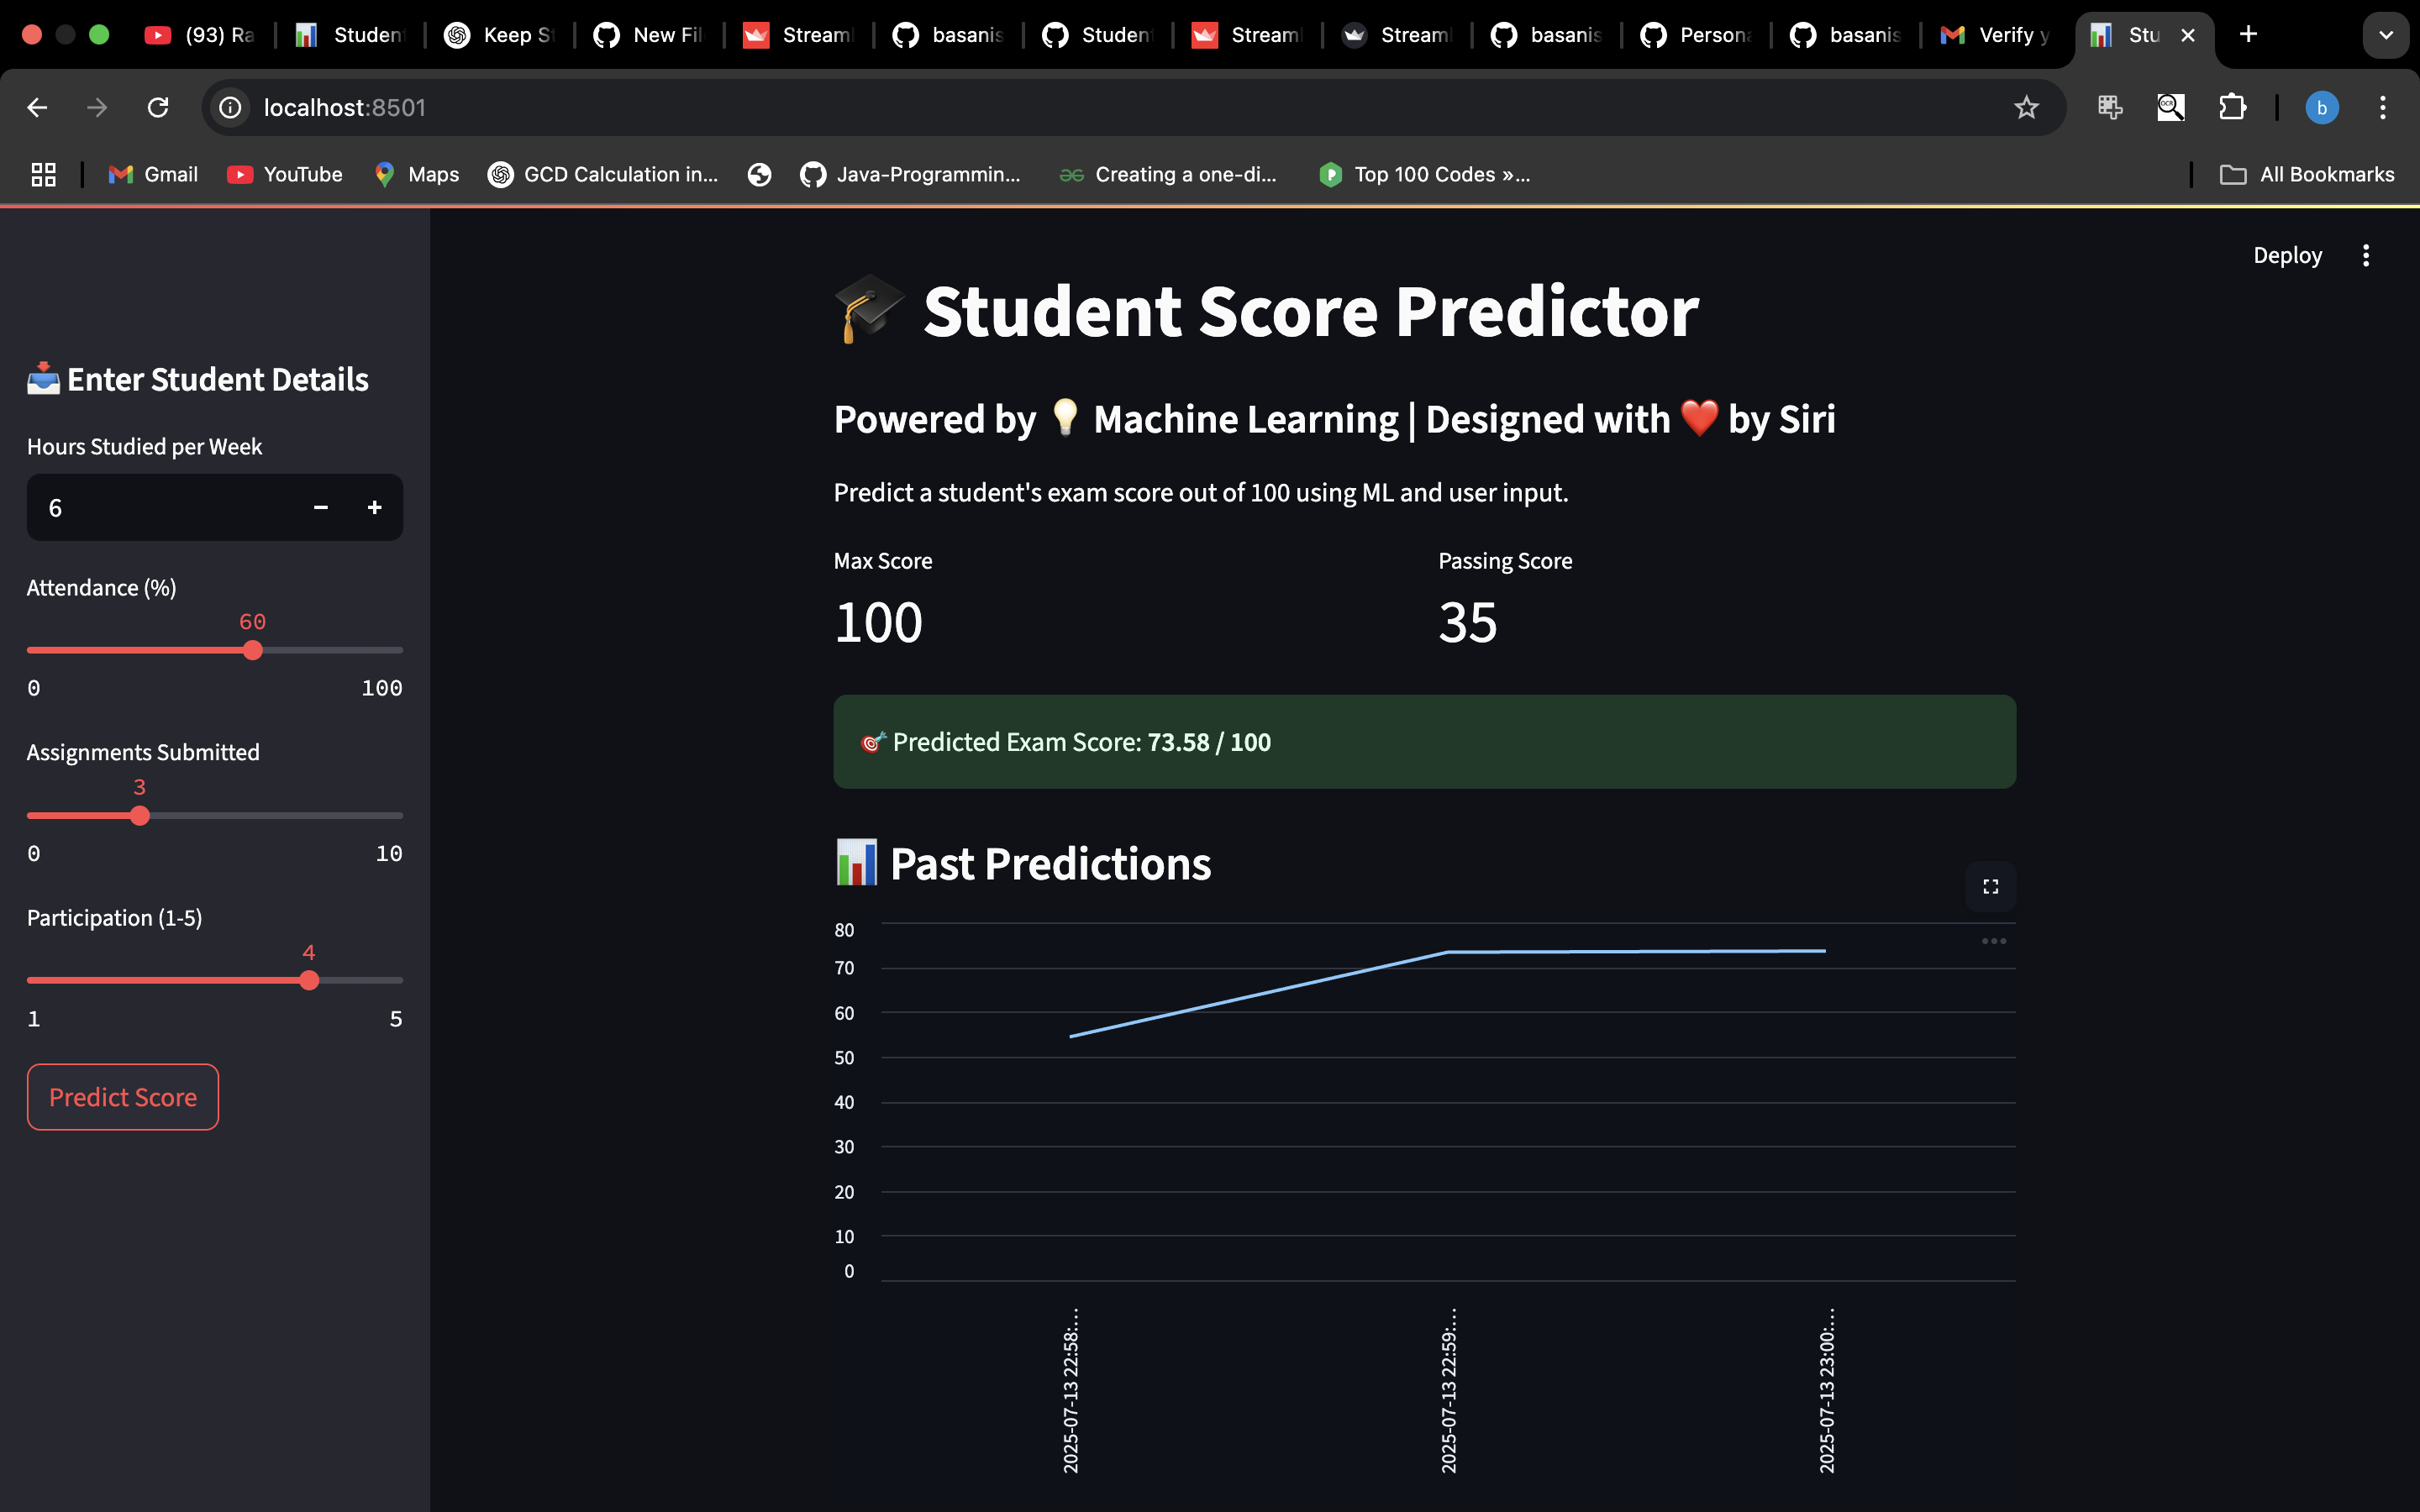 (93) Ra
Studen
Keep St
New Fil
Streaml
basanis
Studen
Streaml
Streaml
basanis
Persona
basanis
Verify y
Stu
localhost:8501
b
Gmail
YouTube
Maps
GCD Calculation in...
Java-Programmin...
Creating a one-di...
Top 100 Codes »...
All Bookmarks
Deploy
Enter Student Details
Hours Studied per Week
6
Attendance (%)
60
0 100
Assignments Submitted
3
0 10
Participation (1-5)
4
1 5
Predict Score
🎓 Student Score Predictor
Powered by 💡 Machine Learning | Designed with ❤️ by Siri
Predict a student's exam score out of 100 using ML and user input.
Max Score
100
Passing Score
35
🎯 Predicted Exam Score: 73.58 / 100
📊 Past Predictions
80
70
60
50
40
30
20
10
0
2025-07-13 22:58:...
2025-07-13 22:59:...
2025-07-13 23:00:...